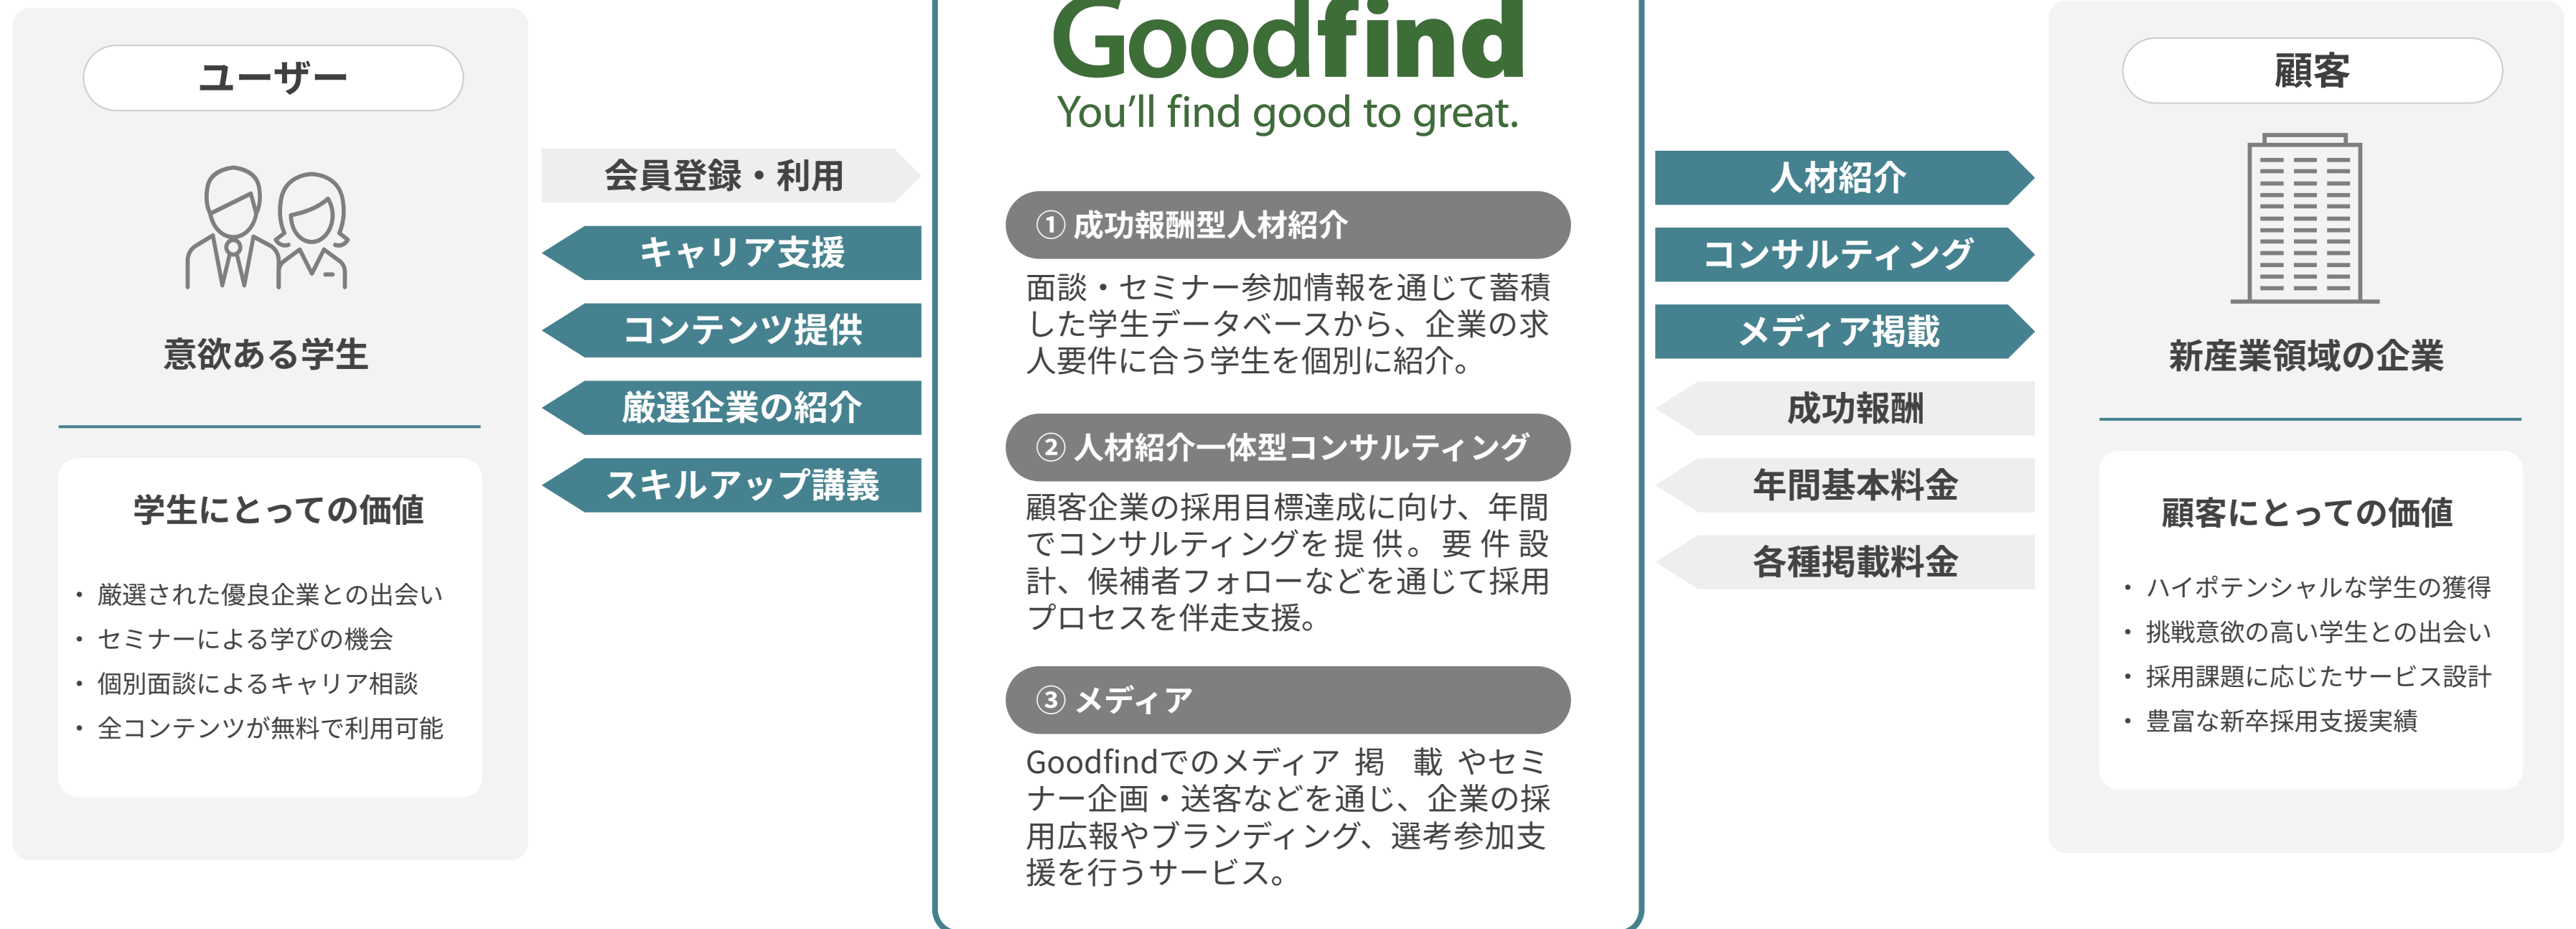 ユーザー
意欲ある学生
学生にとっての価値
・ 厳選された優良企業との出会い
・ セミナーによる学びの機会
・ 個別面談によるキャリア相談
・ 全コンテンツが無料で利用可能
会員登録・利用
キャリア支援
コンテンツ提供
厳選企業の紹介
スキルアップ講義
Goodfind
You'll find good to great.
① 成功報酬型人材紹介
面談・セミナー参加情報を通じて蓄積
した学生データベースから、企業の求
人要件に合う学生を個別に紹介。
② 人材紹介一体型コンサルティング
顧客企業の採用目標達成に向け、年間
でコンサルティングを提供。要件設
計、候補者フォローなどを通じて採用
プロセスを伴走支援。
③ メディア
Goodfindでのメディア掲載やセミ
ナー企画・送客などを通じ、企業の採
用広報やブランディング、選考参加支
援を行うサービス。
人材紹介
コンサルティング
メディア掲載
成功報酬
年間基本料金
各種掲載料金
顧客
新産業領域の企業
顧客にとっての価値
・ ハイポテンシャルな学生の獲得
・ 挑戦意欲の高い学生との出会い
・ 採用課題に応じたサービス設計
・ 豊富な新卒採用支援実績